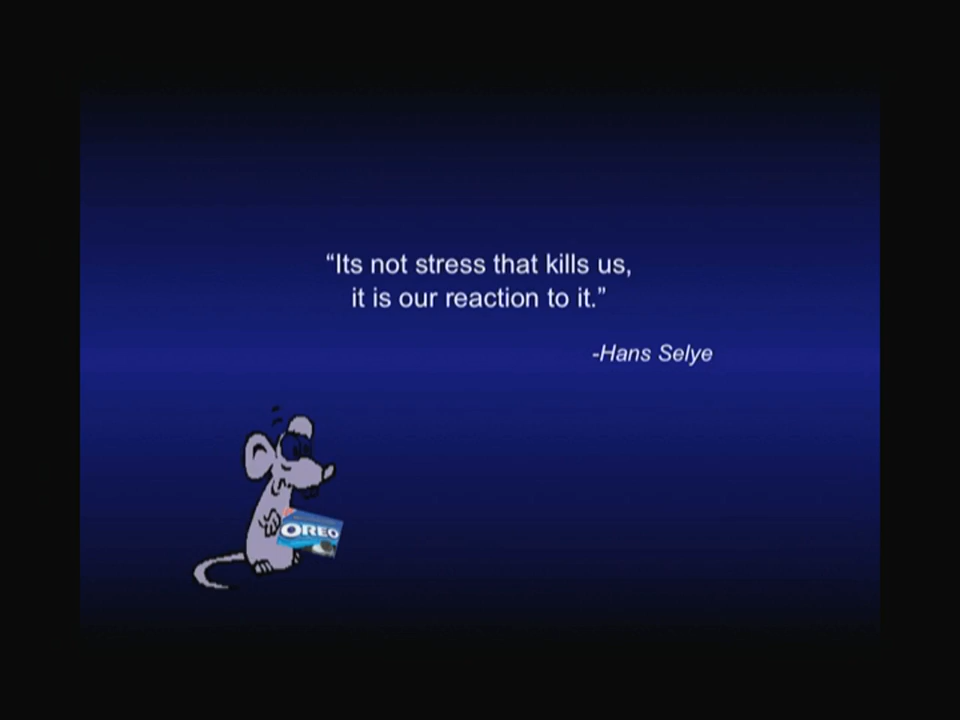 “Its not stress that kills us,
it is our reaction to it.”
-Hans Selye
OREO